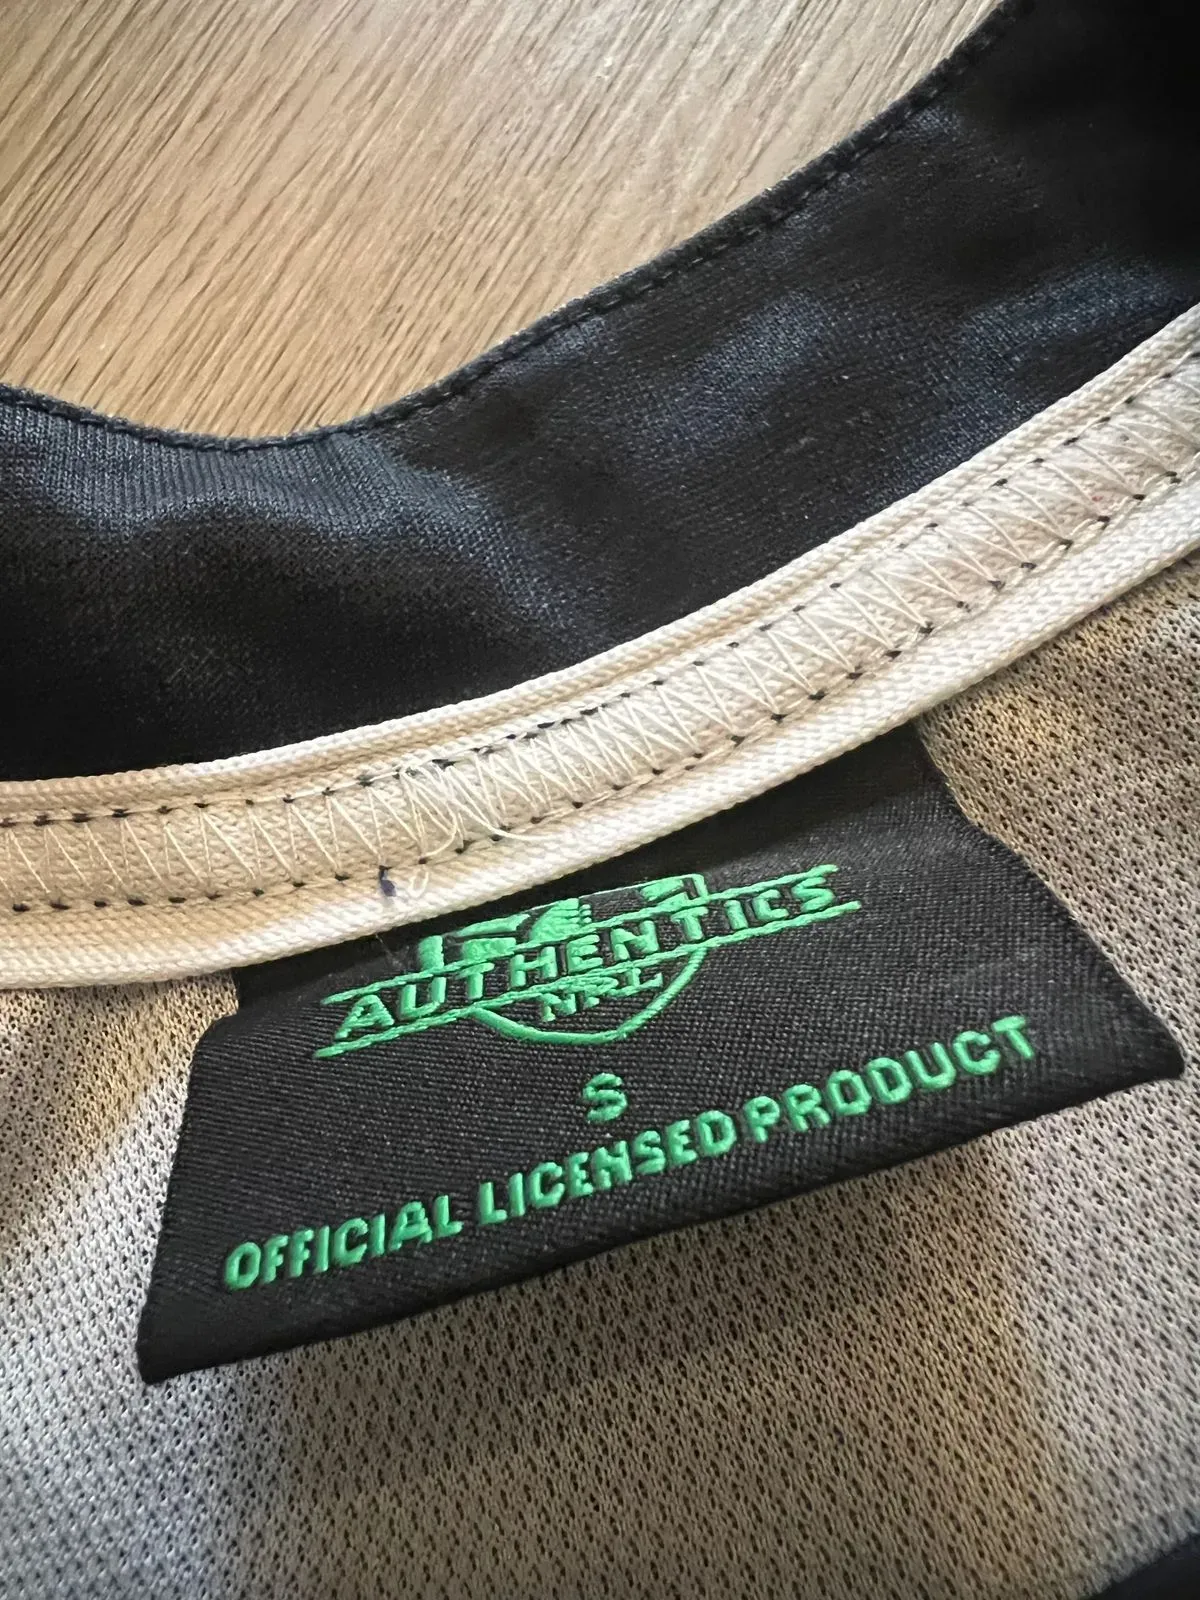 AUTHENTICS
NRL
S
OFFICIAL LICENSED PRODUCT